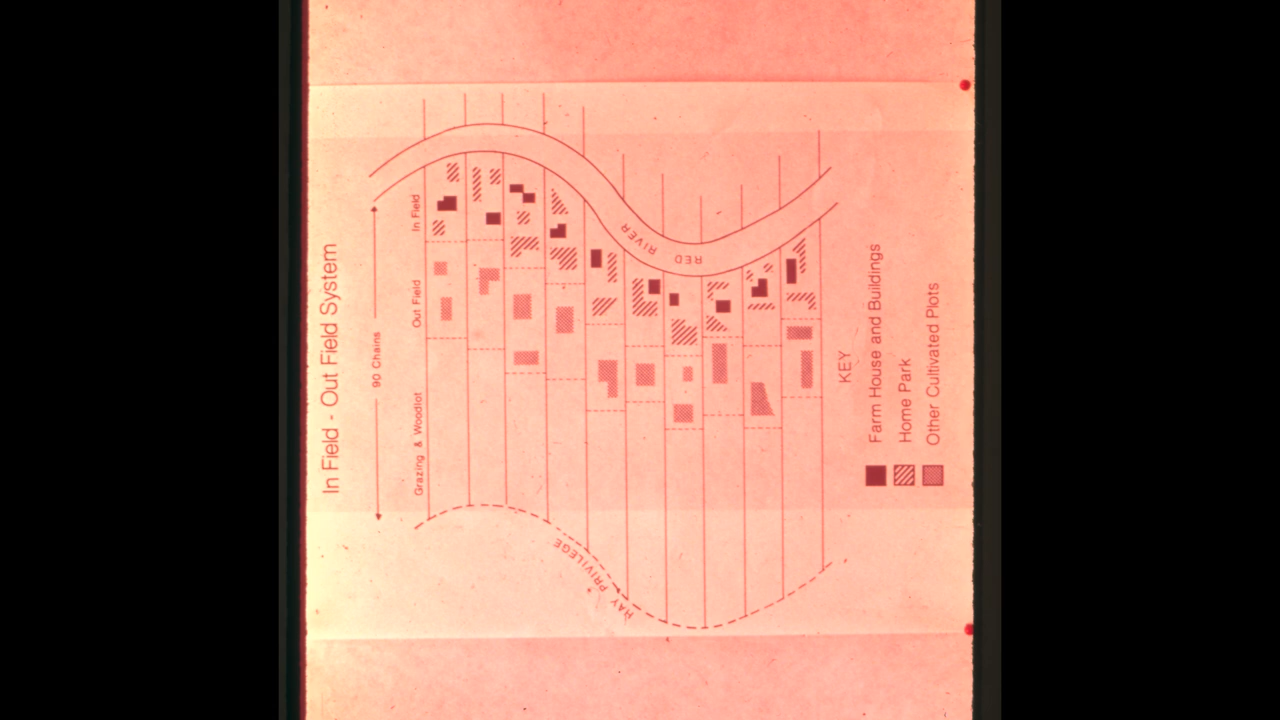 In Field - Out Field System
90 Chains
Grazing & Woodlot
Out Field
In Field
RED RIVER
HAY PRIVILEGE
KEY
Farm House and Buildings
Home Park
Other Cultivated Plots